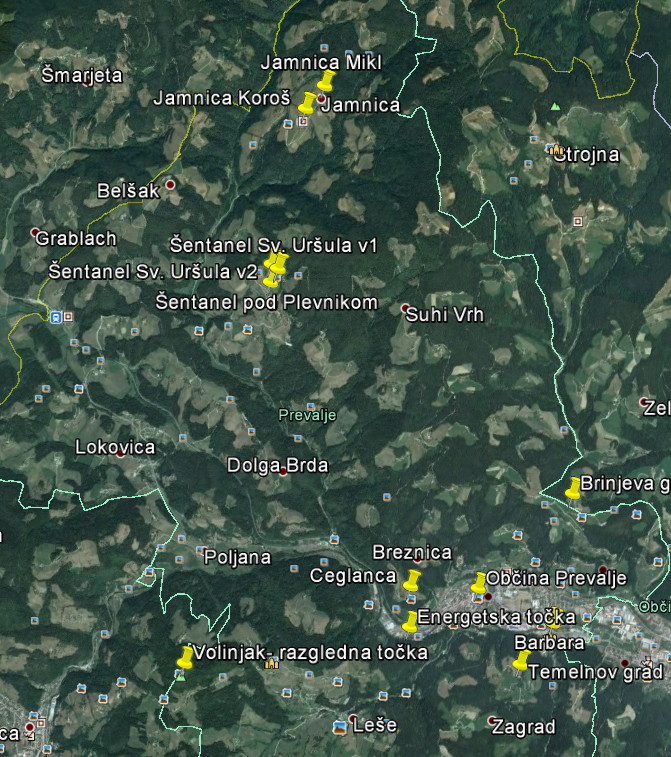 Jamnica Mikl
Šmarjeta
Jamnica Koroš
Jamnica
Strojna
Belšak
Grablach
Šentanel Sv. Uršula v1
Šentanel Sv. Uršula v2
Šentanel pod Plevnikom
Suhi Vrh
Prevalje
Zel
Lokovica
Dolga Brda
Brinjeva g
Breznica
Poljana
Ceglanca
Občina Prevalje
Obči
Energetska točka
Barbara
Volinjak- razgledna točka
Temelnov grad
Leše
Zagrad
ca